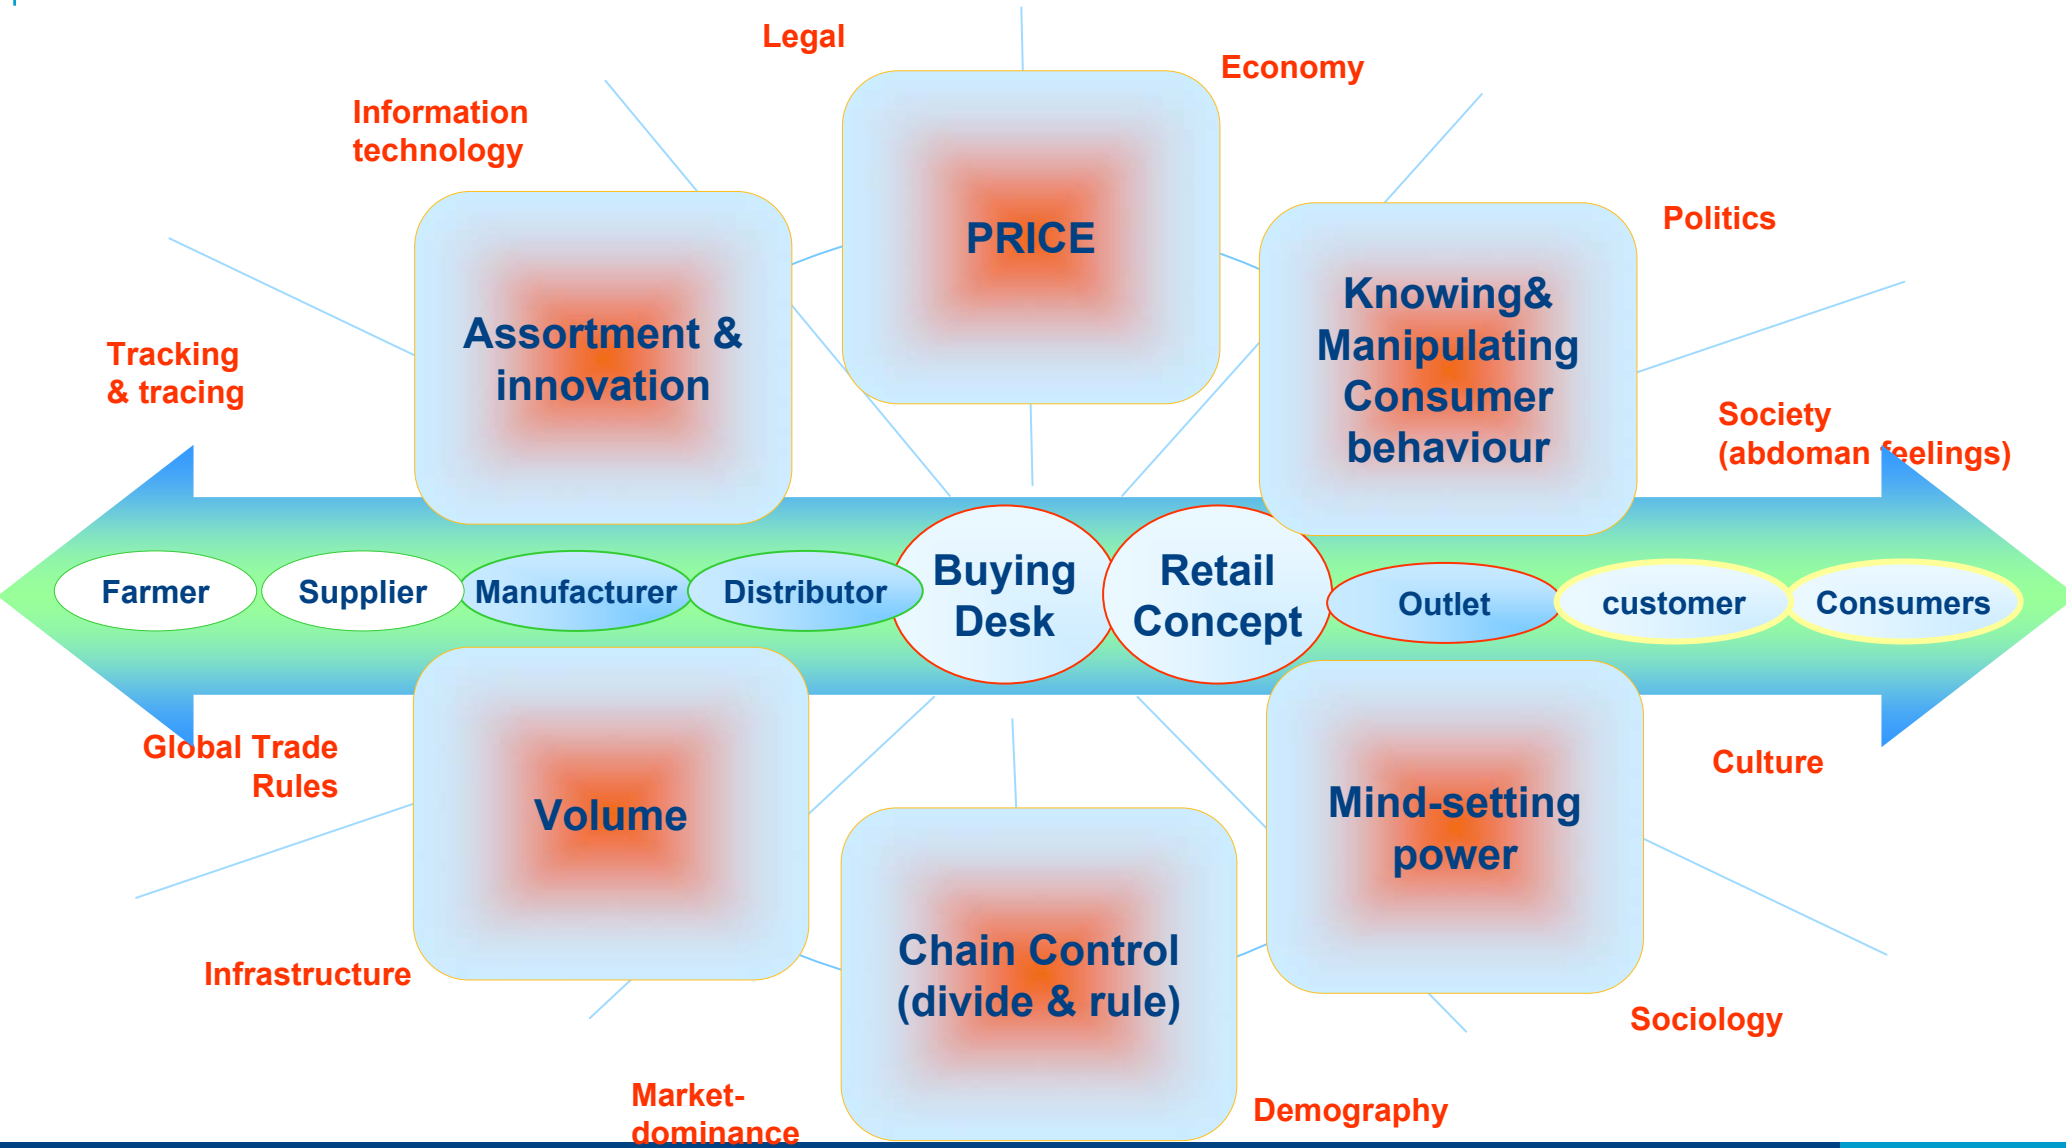 Legal
Economy
Information
technology
PRICE
Politics
Knowing&
Manipulating
Consumer
behaviour
Assortment &
innovation
Tracking
& tracing
Society
(abdoman feelings)
Farmer
Supplier
Manufacturer
Distributor
Buying
Desk
Retail
Concept
Outlet
customer
Consumers
Global Trade
Rules
Volume
Mind-setting
power
Culture
Chain Control
(divide & rule)
Infrastructure
Sociology
Market-
dominance
Demography